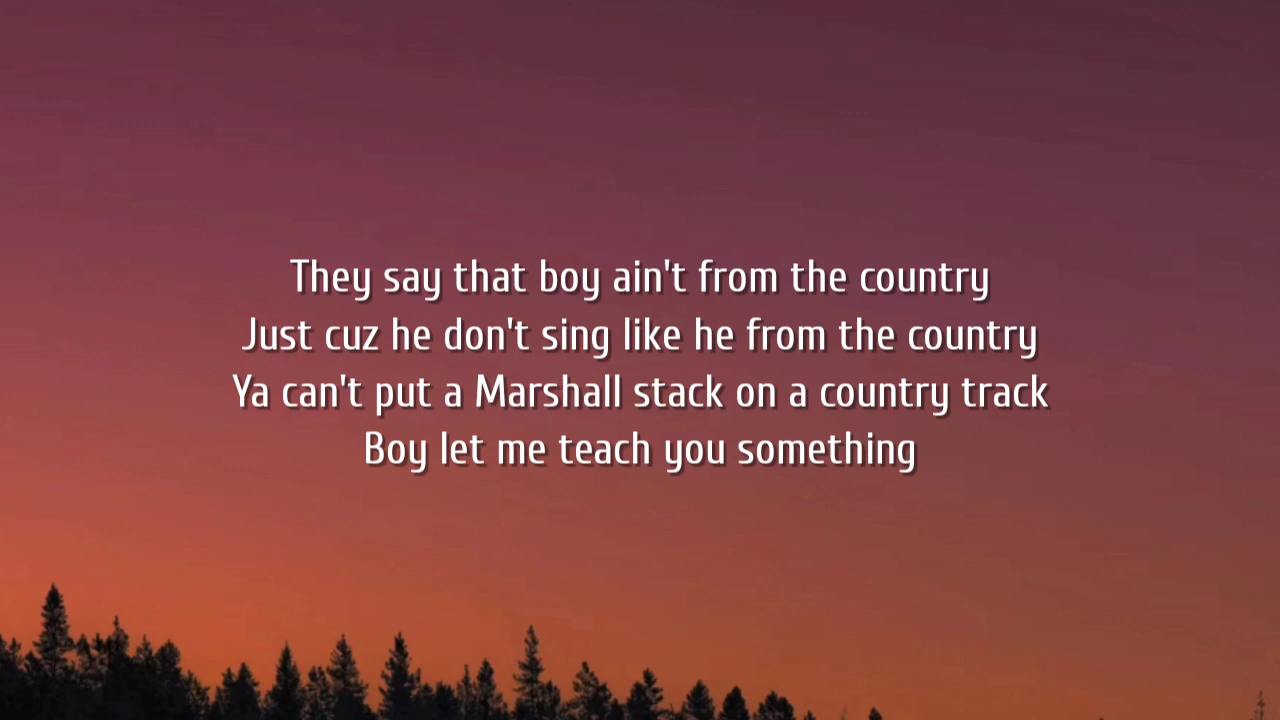 They say that boy ain't from the country
Just cuz he don't sing like he from the country
Ya can't put a Marshall stack on a country track
Boy let me teach you something